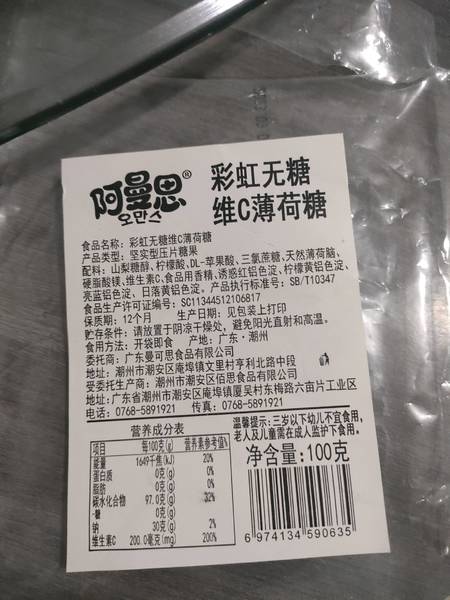 阿曼思®
오만스
彩虹无糖
维C薄荷糖
食品名称：彩虹无糖维C薄荷糖
产品类型：坚实型压片糖果
配料：山梨糖醇、柠檬酸、DL-苹果酸、三氯蔗糖、天然薄荷脑、
硬脂酸镁、维生素C、食品用香精、诱惑红铝色淀、柠檬黄铝色淀、
亮蓝铝色淀、日落黄铝色淀。产品执行标准号：SB/T10347
食品生产许可证编号：SC11344512106817
保质期：12个月 生产日期：见包装上打印
贮存条件：请放置于阴凉干燥处，避免阳光直射和高温。
食用方法：开袋即食 产地：广东·潮州
委托商：广东曼可思食品有限公司
地址：潮州市潮安区庵埠镇文里村亨利北路中段
受委托生产商：潮州市潮安区佰思食品有限公司
地址：广东省潮州市潮安区庵埠镇厦吴村东梅路六亩片工业区
电话：0768-5891921 传真：0768-5891921
营养成分表
项目 每100克(g) 营养素参考值%
能量 1649千焦(kJ) 20%
蛋白质 0克(g) 0%
脂肪 0克(g) 0%
碳水化合物 97.0克(g) 32%
-糖 0克(g)
钠 30克(g) 2%
维生素C 200.0毫克(mg) 200%
温馨提示：三岁以下幼儿不宜食用，
老人及儿童需在成人监护下食用。
净含量：100克
6 974134 590635